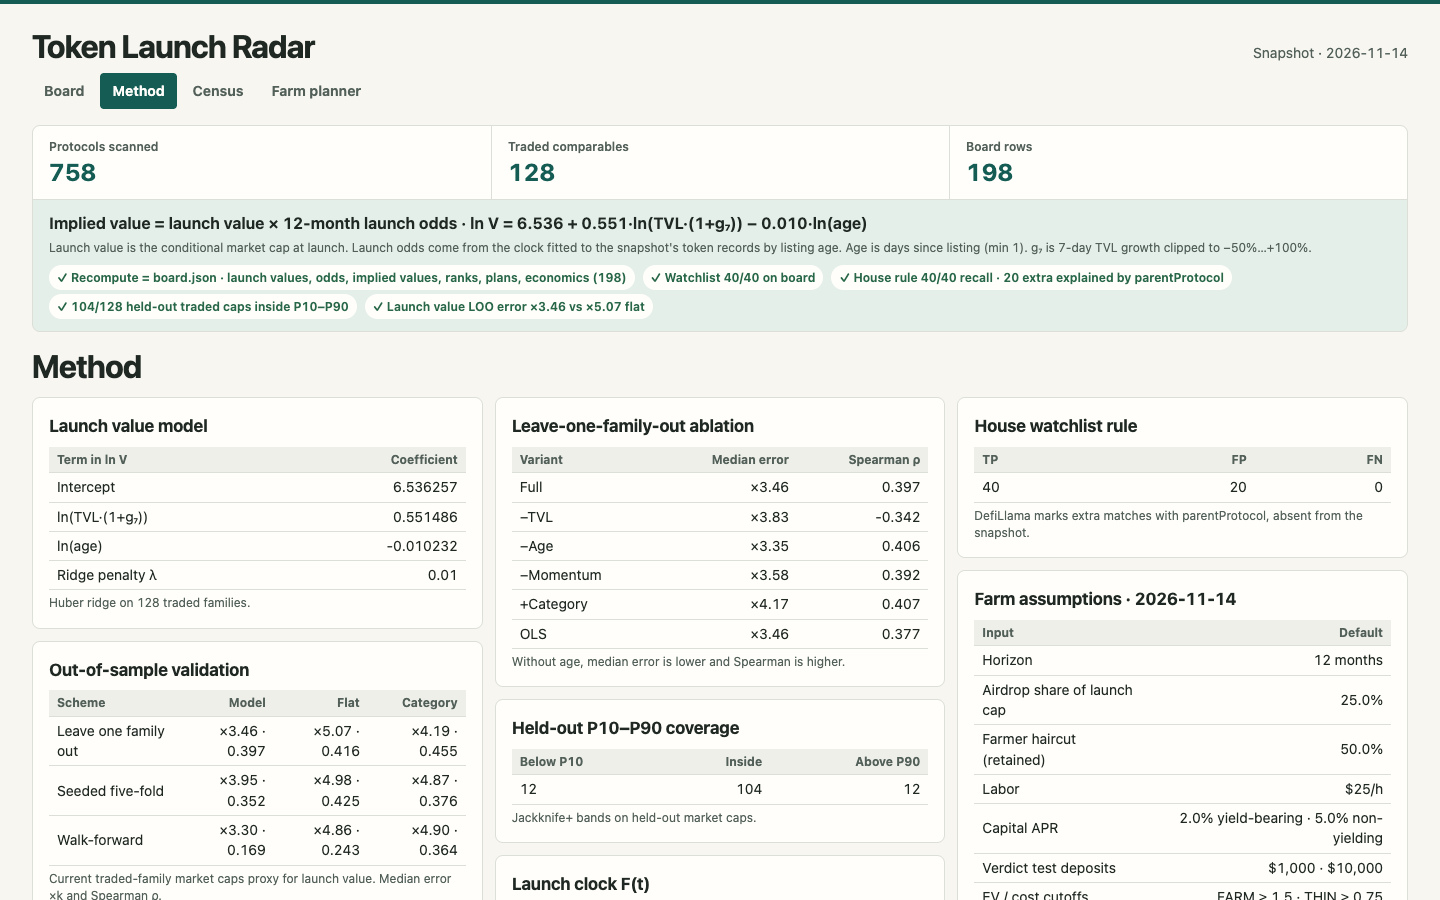 Token Launch Radar
Snapshot · 2026-11-14
Board Method Census Farm planner
Protocols scanned
758
Traded comparables
128
Board rows
198
Implied value = launch value × 12-month launch odds · ln V = 6.536 + 0.551·ln(TVL·(1+g₇)) − 0.010·ln(age)
Launch value is the conditional market cap at launch. Launch odds come from the clock fitted to the snapshot's token records by listing age. Age is days since listing (min 1). g₇ is 7-day TVL growth clipped to −50%…+100%.
✓ Recompute = board.json · launch values, odds, implied values, ranks, plans, economics (198)
✓ Watchlist 40/40 on board
✓ House rule 40/40 recall · 20 extra explained by parentProtocol
✓ 104/128 held-out traded caps inside P10–P90
✓ Launch value LOO error ×3.46 vs ×5.07 flat
Method
Launch value model
Term in ln V Coefficient
Intercept 6.536257
ln(TVL·(1+g₇)) 0.551486
ln(age) -0.010232
Ridge penalty λ 0.01
Huber ridge on 128 traded families.
Out-of-sample validation
Scheme Model Flat Category
Leave one family ×3.46 · ×5.07 · ×4.19 ·
out 0.397 0.416 0.455
Seeded five-fold ×3.95 · ×4.98 · ×4.87 ·
0.352 0.425 0.376
Walk-forward ×3.30 · ×4.86 · ×4.90 ·
0.169 0.243 0.364
Current traded-family market caps proxy for launch value. Median error
×k and Spearman ρ.
Leave-one-family-out ablation
Variant Median error Spearman ρ
Full ×3.46 0.397
−TVL ×3.83 -0.342
−Age ×3.35 0.406
−Momentum ×3.58 0.392
+Category ×4.17 0.407
OLS ×3.46 0.377
Without age, median error is lower and Spearman is higher.
Held-out P10–P90 coverage
Below P10 Inside Above P90
12 104 12
Jackknife+ bands on held-out market caps.
Launch clock F(t)
House watchlist rule
TP FP FN
40 20 0
DefiLlama marks extra matches with parentProtocol, absent from the
snapshot.
Farm assumptions · 2026-11-14
Input Default
Horizon 12 months
Airdrop share of launch
cap 25.0%
Farmer haircut
(retained) 50.0%
Labor $25/h
Capital APR 2.0% yield-bearing · 5.0% non-
yielding
Verdict test deposits $1,000 · $10,000
EV / cost cutoffs FARM ≥ 1.5 · THIN ≥ 0.75